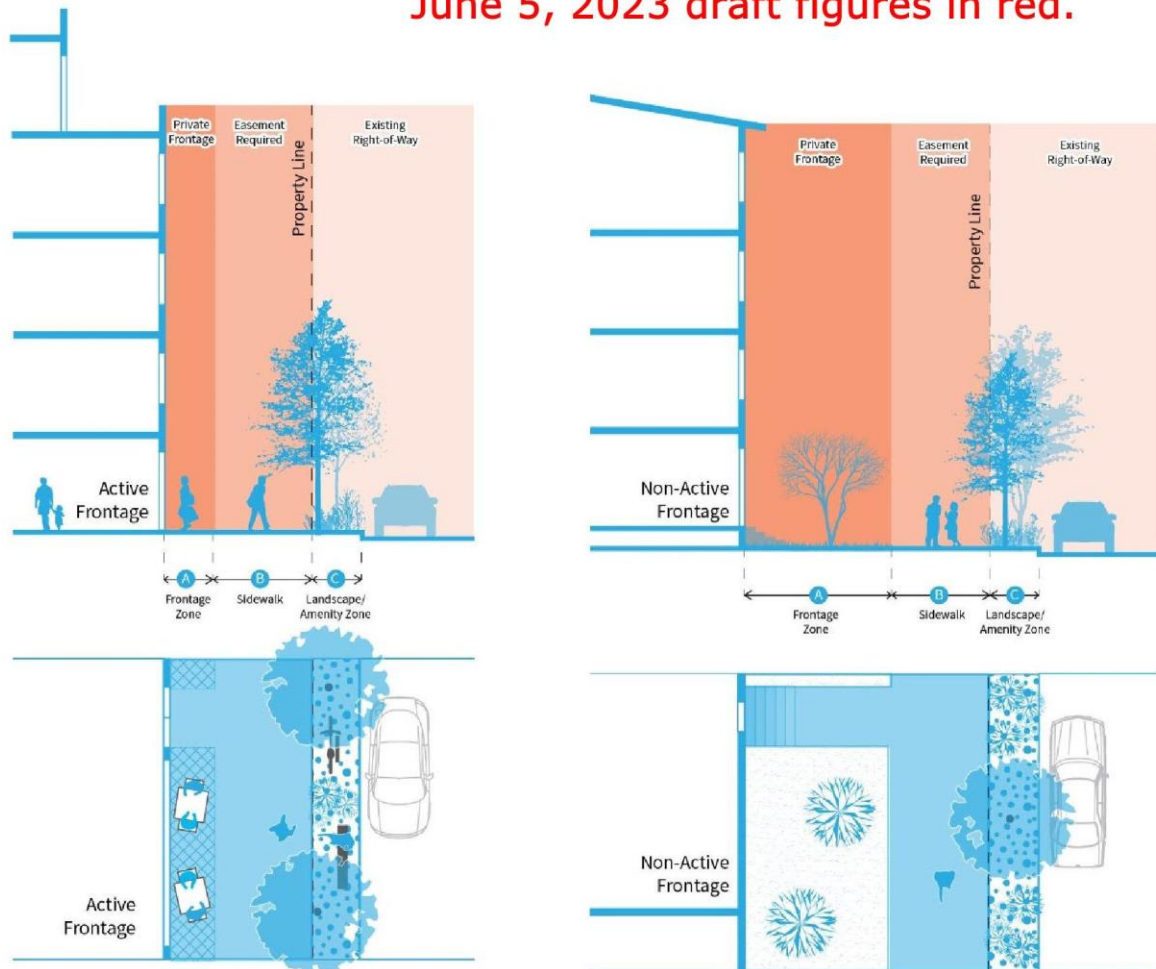 June 5, 2023 draft figures in red.
Private
Frontage
Easement
Required
Property Line
Existing
Right-of-Way
Active
Frontage
A
B
C
Frontage
Zone
Sidewalk
Landscape/
Amenity Zone
Active
Frontage
Private
Frontage
Easement
Required
Property Line
Existing
Right-of-Way
Non-Active
Frontage
A
B
C
Frontage
Zone
Sidewalk
Landscape/
Amenity Zone
Non-Active
Frontage